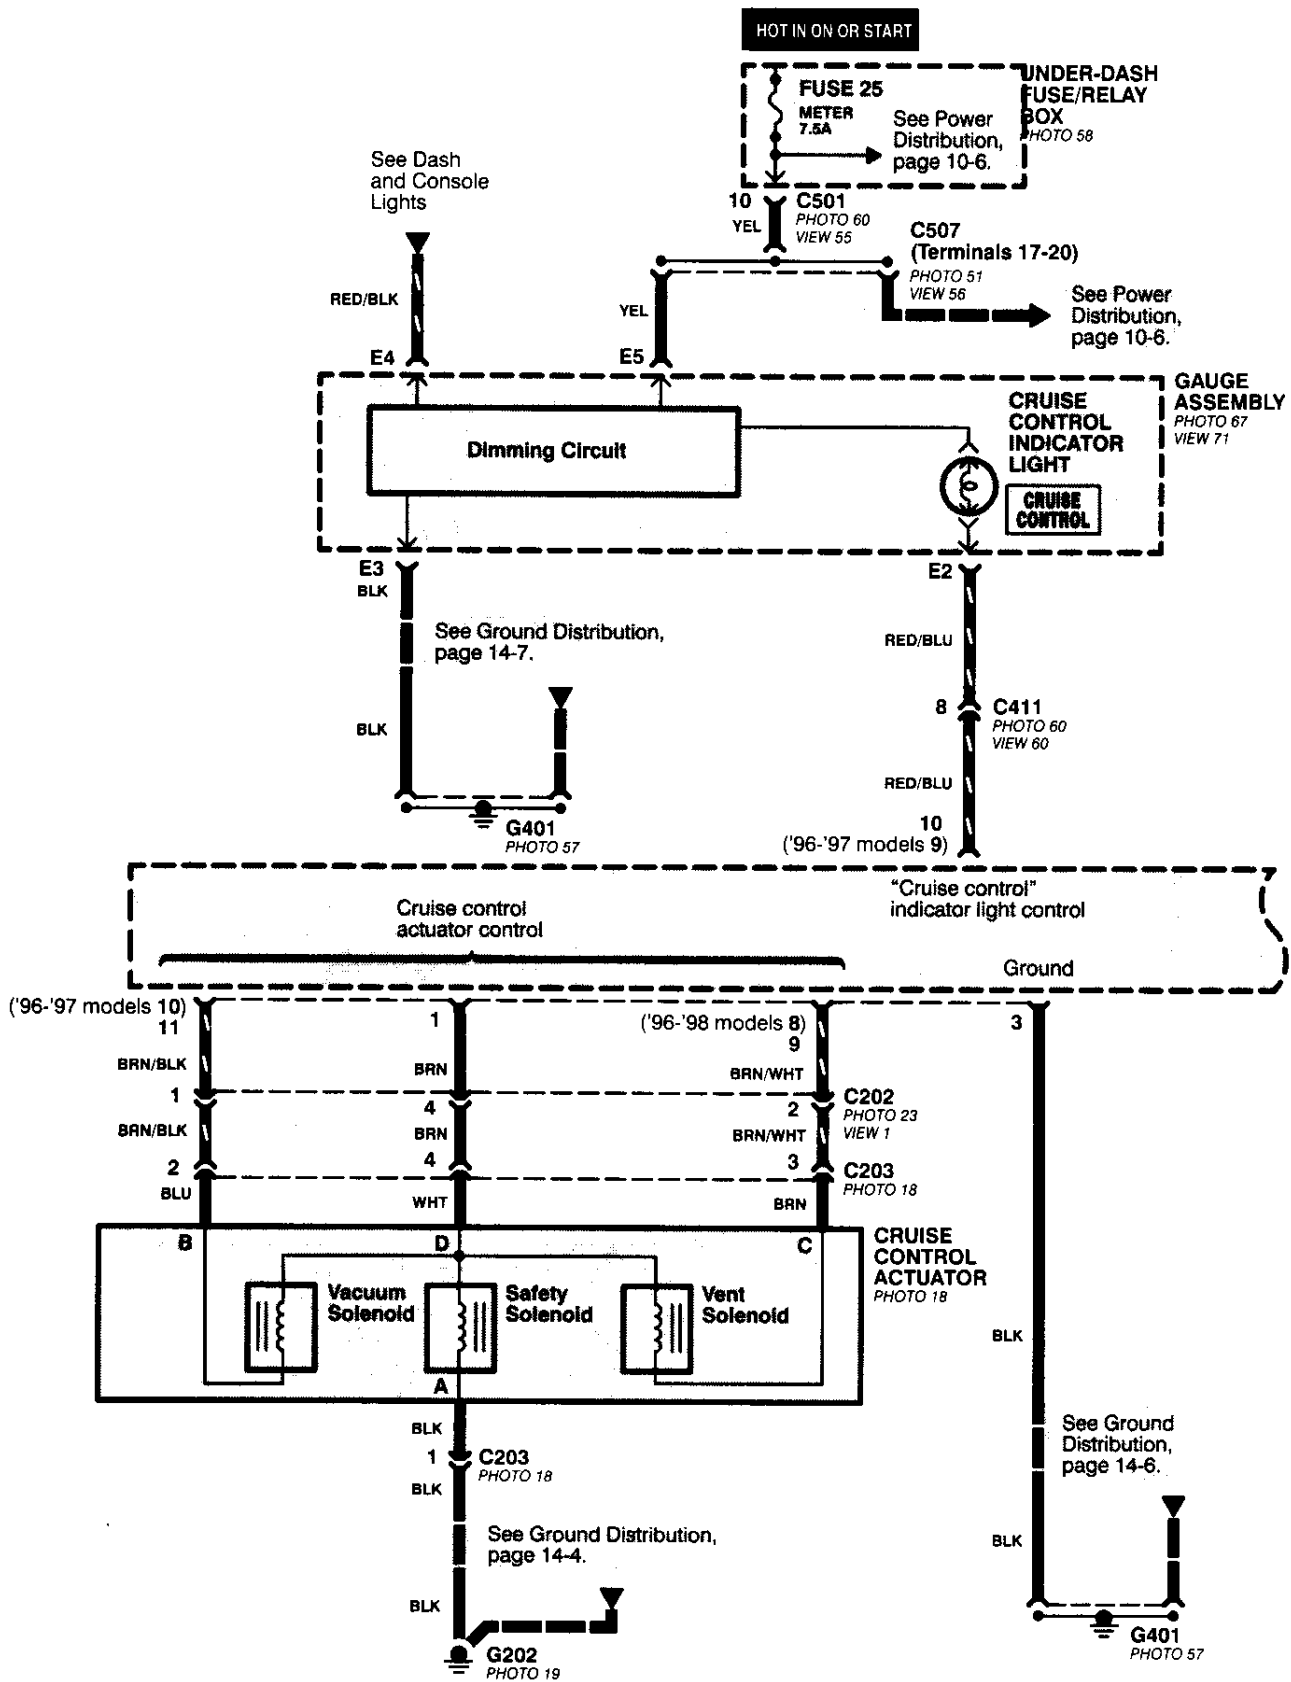 HOT IN ON OR START
UNDER-DASH
FUSE/RELAY
BOX
PHOTO 58
FUSE 25
METER
7.5A
See Power
Distribution,
page 10-6.
See Dash
and Console
Lights
10
C501
PHOTO 60
VIEW 55
YEL
C507
(Terminals 17-20)
PHOTO 51
VIEW 56
See Power
Distribution,
page 10-6.
RED/BLK
YEL
E4
E5
GAUGE
ASSEMBLY
PHOTO 67
VIEW 71
CRUISE
CONTROL
INDICATOR
LIGHT
Dimming Circuit
CRUISE
CONTROL
E3
BLK
E2
See Ground Distribution,
page 14-7.
RED/BLU
8
C411
PHOTO 60
VIEW 60
BLK
RED/BLU
G401
PHOTO 57
10
('96-'97 models 9)
"Cruise control"
indicator light control
Cruise control
actuator control
Ground
('96-'97 models 10)
11
1
('96-'98 models 8)
9
3
BRN/BLK
BRN
BRN/WHT
1
4
2
C202
PHOTO 23
VIEW 1
BRN/BLK
BRN
BRN/WHT
2
4
3
C203
PHOTO 18
BLU
WHT
BRN
B
D
C
CRUISE
CONTROL
ACTUATOR
PHOTO 18
Vacuum
Solenoid
Safety
Solenoid
Vent
Solenoid
A
BLK
BLK
1
C203
PHOTO 18
BLK
See Ground
Distribution,
page 14-6.
See Ground Distribution,
page 14-4.
BLK
BLK
G202
PHOTO 19
G401
PHOTO 57